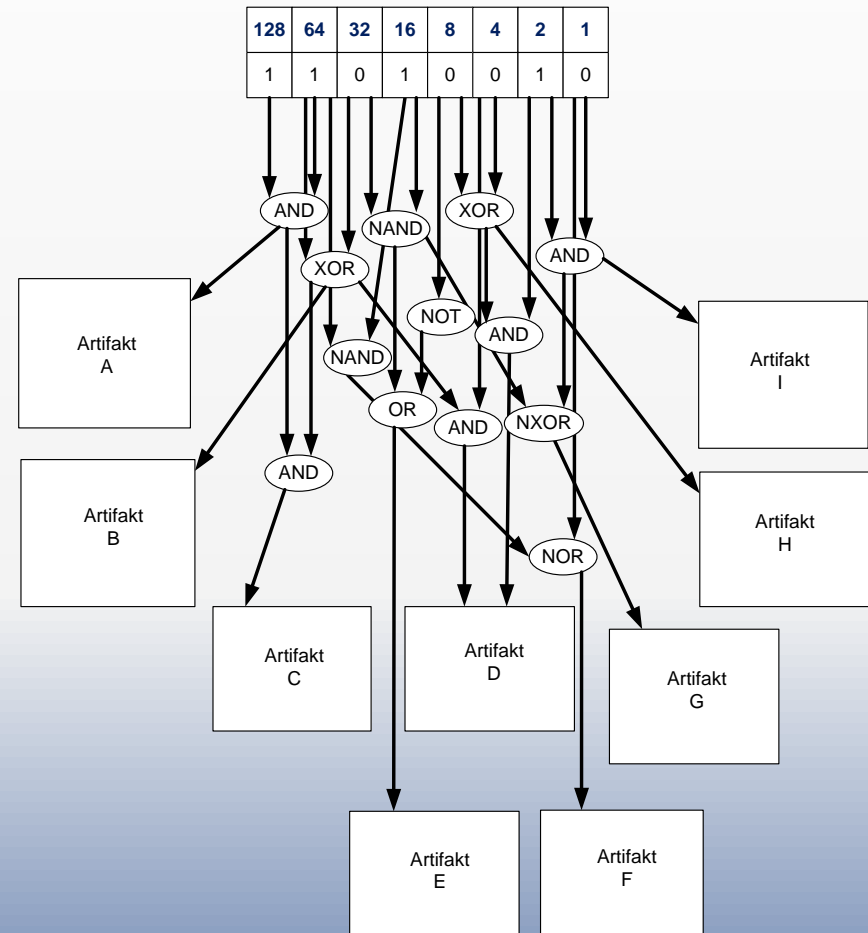 128 64 32 16 8 4 2 1
1 1 0 1 0 0 1 0
AND
NAND
XOR
AND
XOR
NOT
AND
NAND
OR
AND
NXOR
AND
NOR
Artifakt
A
Artifakt
I
Artifakt
B
Artifakt
H
Artifakt
C
Artifakt
D
Artifakt
G
Artifakt
E
Artifakt
F